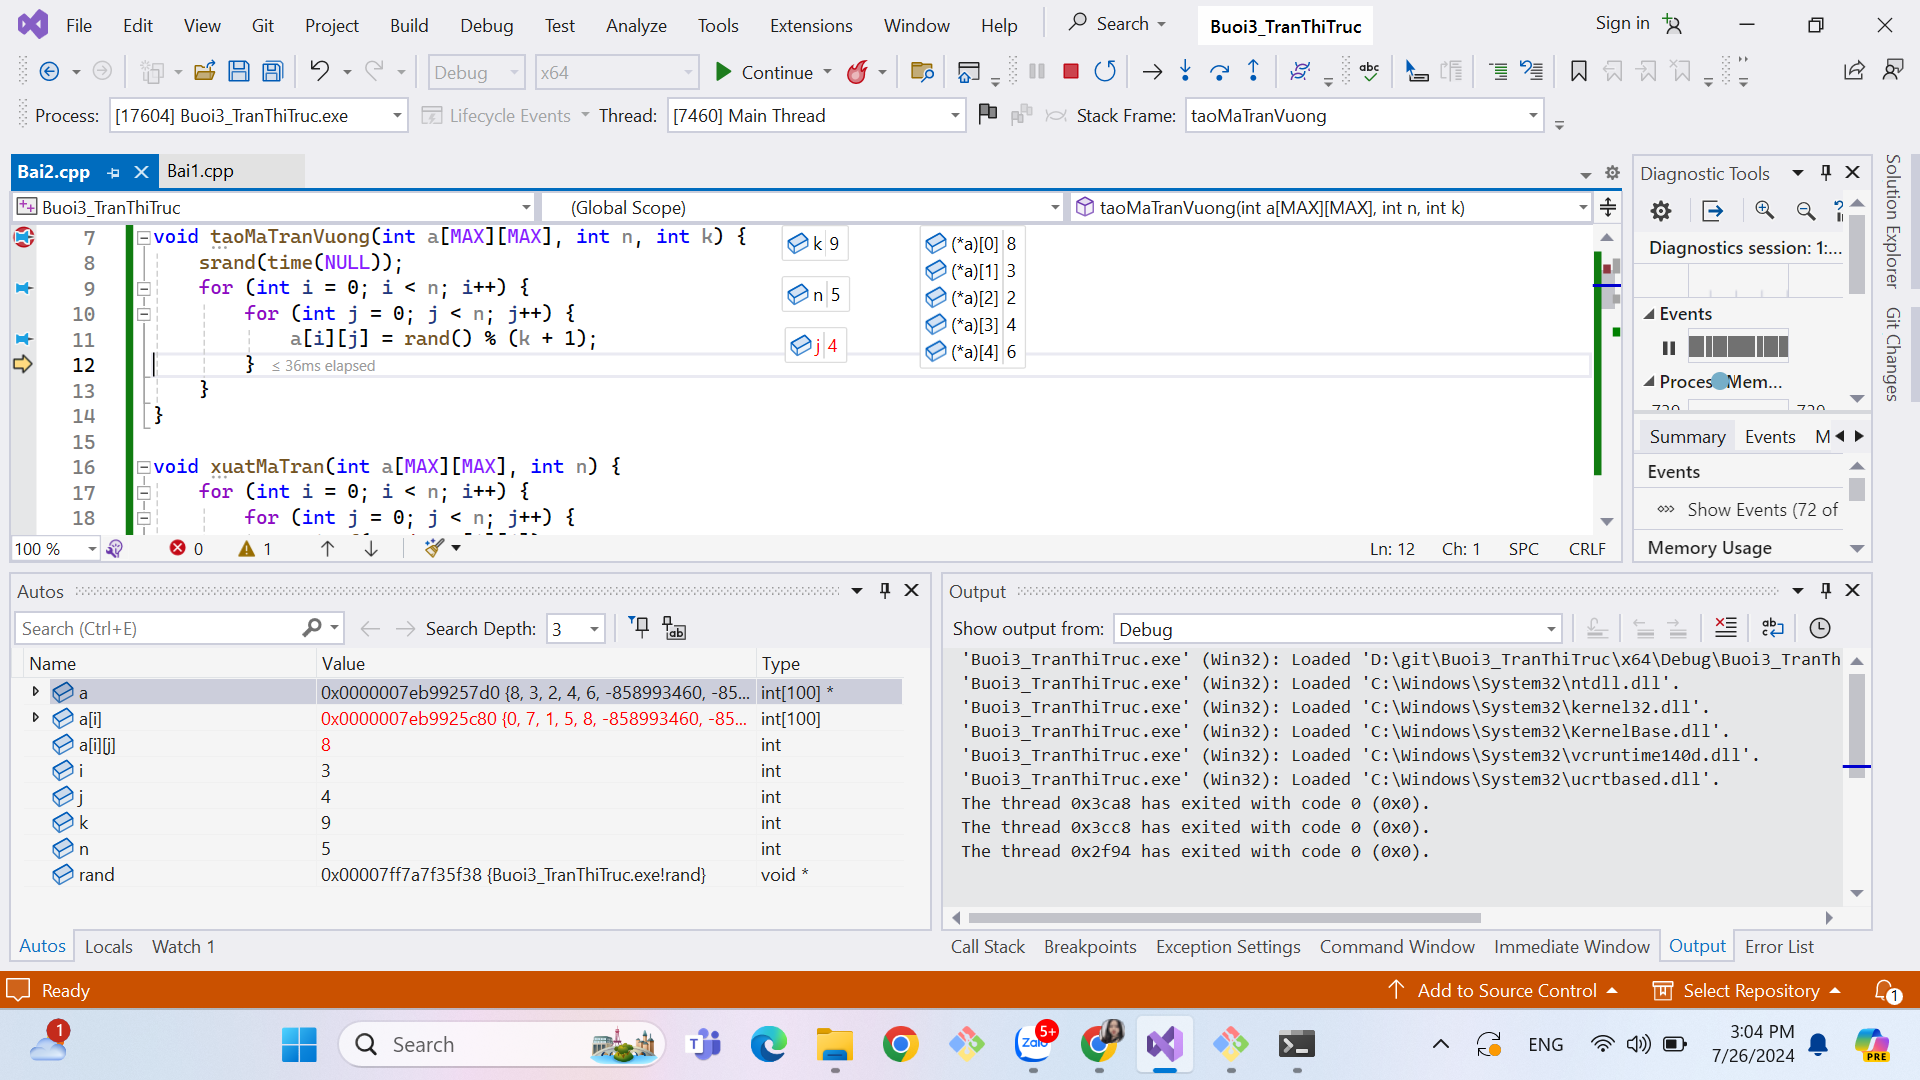 File Edit View Git Project Build Debug Test Analyze Tools Extensions Window Help Search Buoi3_TranThiTruc Sign in
Debug x64 Continue
Process: [17604] Buoi3_TranThiTruc.exe Lifecycle Events Thread: [7460] Main Thread Stack Frame: taoMaTranVuong
Bai2.cpp Bai1.cpp
Buoi3_TranThiTruc (Global Scope) taoMaTranVuong(int a[MAX][MAX], int n, int k)
7 void taoMaTranVuong(int a[MAX][MAX], int n, int k) {
8 srand(time(NULL));
9 for (int i = 0; i < n; i++) {
10 for (int j = 0; j < n; j++) {
11 a[i][j] = rand() % (k + 1);
12 } ≤ 36ms elapsed
13 }
14 }
15
16 void xuatMaTran(int a[MAX][MAX], int n) {
17 for (int i = 0; i < n; i++) {
18 for (int j = 0; j < n; j++) {
k 9
n 5
j 4
(*a)[0] 8
(*a)[1] 3
(*a)[2] 2
(*a)[3] 4
(*a)[4] 6
100 % 0 1 Ln: 12 Ch: 1 SPC CRLF
Diagnostic Tools
Diagnostics session: 1:...
Events
Process Mem...
Summary Events M
Events
Show Events (72 of
Memory Usage
Solution Explorer
Git Changes
Autos
Search (Ctrl+E) Search Depth: 3
Name Value Type
a 0x0000007eb99257d0 {8, 3, 2, 4, 6, -858993460, -85... int[100] *
a[i] 0x0000007eb9925c80 {0, 7, 1, 5, 8, -858993460, -85... int[100]
a[i][j] 8 int
i 3 int
j 4 int
k 9 int
n 5 int
rand 0x00007ff7a7f35f38 {Buoi3_TranThiTruc.exe!rand} void *
Autos Locals Watch 1
Output
Show output from: Debug
'Buoi3_TranThiTruc.exe' (Win32): Loaded 'D:\git\Buoi3_TranThiTruc\x64\Debug\Buoi3_TranTh
'Buoi3_TranThiTruc.exe' (Win32): Loaded 'C:\Windows\System32\ntdll.dll'.
'Buoi3_TranThiTruc.exe' (Win32): Loaded 'C:\Windows\System32\kernel32.dll'.
'Buoi3_TranThiTruc.exe' (Win32): Loaded 'C:\Windows\System32\KernelBase.dll'.
'Buoi3_TranThiTruc.exe' (Win32): Loaded 'C:\Windows\System32\vcruntime140d.dll'.
'Buoi3_TranThiTruc.exe' (Win32): Loaded 'C:\Windows\System32\ucrtbased.dll'.
The thread 0x3ca8 has exited with code 0 (0x0).
The thread 0x3cc8 has exited with code 0 (0x0).
The thread 0x2f94 has exited with code 0 (0x0).
Call Stack Breakpoints Exception Settings Command Window Immediate Window Output Error List
Ready Add to Source Control Select Repository 1
1 Search 5+ Zalo ENG 3:04 PM
7/26/2024 PRE